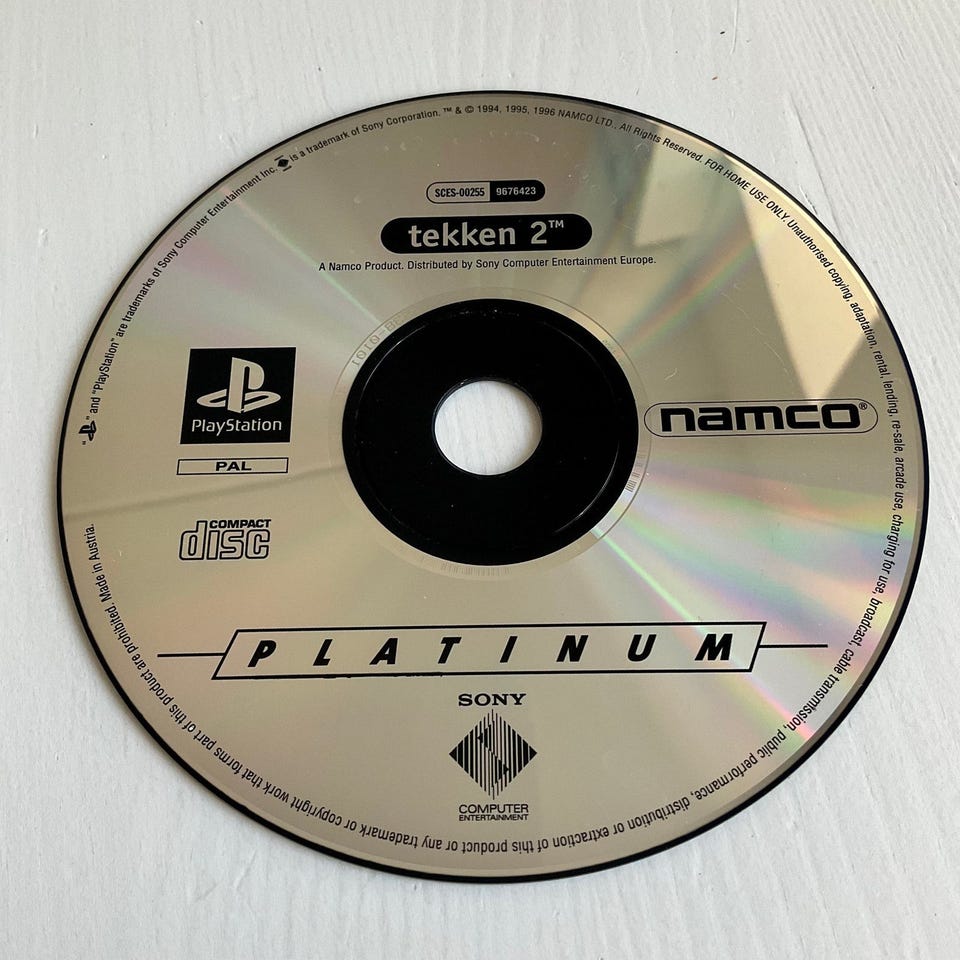 "PS" and "PlayStation" are trademarks of Sony Computer Entertainment Inc. is a trademark of Sony Corporation. ™ & © 1994, 1995, 1996 NAMCO LTD., All Rights Reserved. FOR HOME USE ONLY. Unauthorised copying, adaptation, rental, lending, re-sale, arcade use, charging for use, broadcast, cable transmission, public performance, distribution or extraction of this product or any trademark or copyright work that forms part of this product are prohibited. Made in Austria.
SCES-00255 9676423
tekken 2™
A Namco Product. Distributed by Sony Computer Entertainment Europe.
PlayStation
namco®
PAL
COMPACT
disc
PLATINUM
SONY
COMPUTER
ENTERTAINMENT